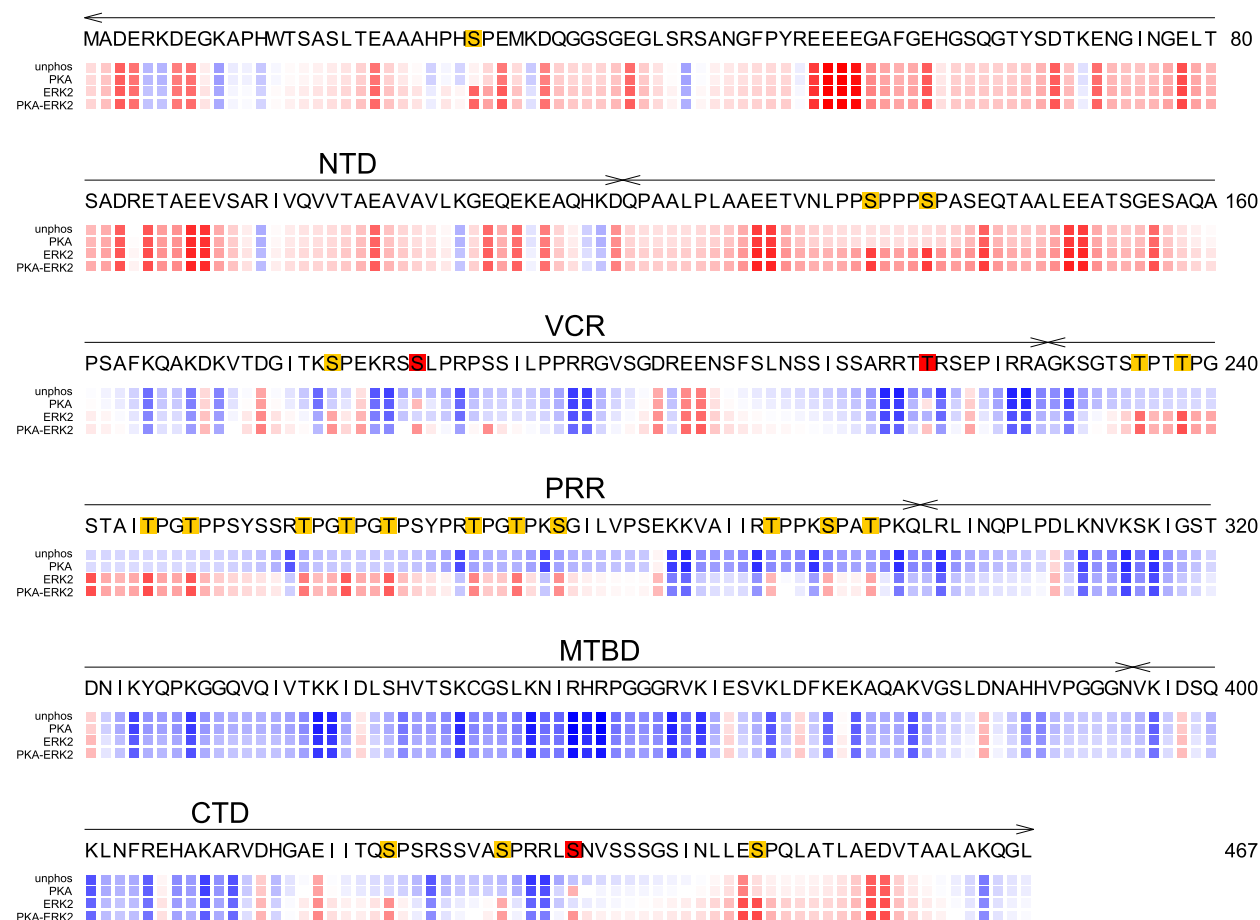 MADERKDEGKAPHWTSASLTEAAAHPHSPEMKDQGGSGEGLSRSANGFPYREEEEGAFGEHGSQGTYSDTKENGINGELT 80
unphos
PKA
ERK2
PKA-ERK2
NTD
SADRETAEEVSARIVQVVTAEAVAVLKGEQEKEAQHKDQPAALPLAAEETVNLPPSPPPSPASEQTAALEEATSGESAQA 160
unphos
PKA
ERK2
PKA-ERK2
VCR
PSAFKQAKDKVTDGITKSPEKRSSLPRPSSILPPRRGVSGDREENSFSLNSSISSARRTTRSEPIRRAGKSGTSTPTTPG 240
unphos
PKA
ERK2
PKA-ERK2
PRR
STAITPGTPPSYSSRTPGTPGTPSYPRTPGTPKSGILVPSEKKVAIIRTPPKSPATPKQLRLINQPLPDLKNVKSKIGST 320
unphos
PKA
ERK2
PKA-ERK2
MTBD
DNIKYQPKGGQVQIVTKKIDLSHVTSKCGSLKNIRHRPGGGRVKIESVKLDFKEKAQAKVGSLDNAHHVPGGGNVKIDSQ 400
unphos
PKA
ERK2
PKA-ERK2
CTD
KLNFREHAKARVDHGAEIITQSPSRSSVASPRRLSNVSSSGSINLLESPQLATLAEDVTAALAKQGL 467
unphos
PKA
ERK2
PKA-ERK2